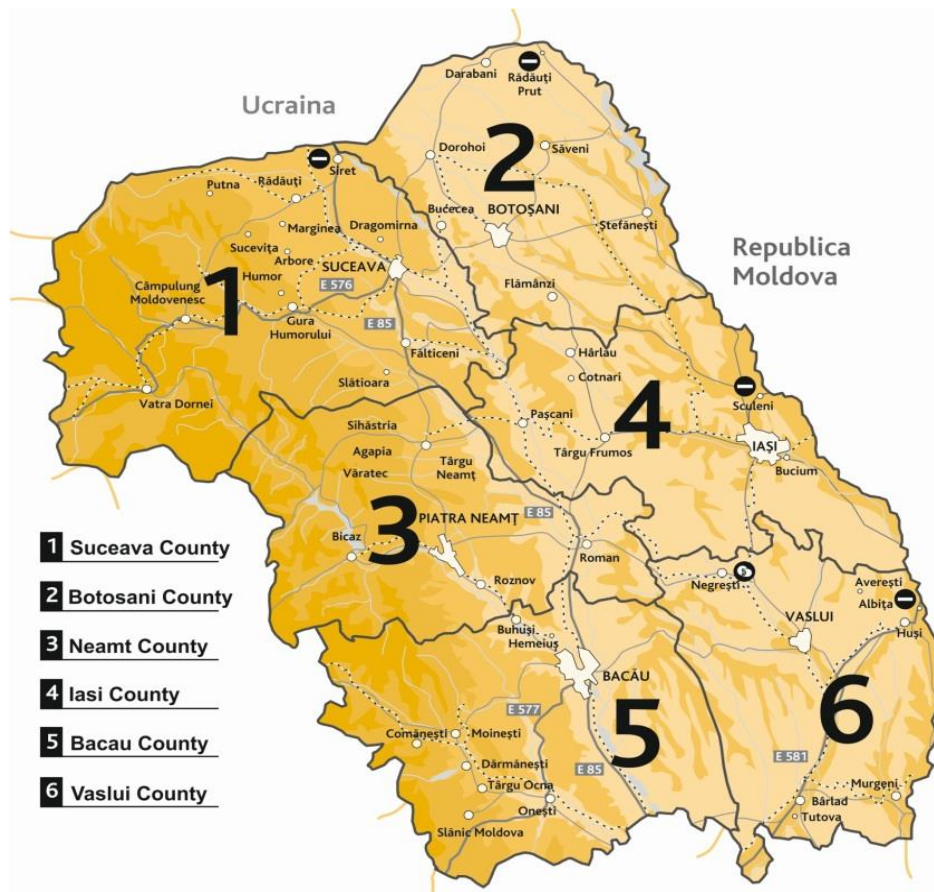 Ucraina
Darabani
Rădăuți
Prut
Dorohoi
2
Săveni
Siret
Putna
Rădăuți
Bucecea
BOTOȘANI
Ștefănești
Marginea
Dragomirna
Sucevița
Arbore
SUCEAVA
Republica
Moldova
Humor
E 576
Flămânzi
Câmpulung
Moldovenesc
1
Gura
Humorului
E 85
Fălticeni
Hârlau
Cotnari
Slătioara
Vatra Dornei
4
Sculeni
Pașcani
Sihăstria
Târgu Frumos
IAȘI
Agapia
Târgu
Neamț
Bucium
Văratec
3
PIATRA NEAMȚ
E 85
Bicaz
Roman
Roznov
Negrești
Averești
Albița
VASLUI
Huși
Buhuși
Hemeiuș
BACĂU
5
6
E 577
Comănești
Moinești
Dărmănești
E 85
E 581
Târgu Ocna
Onești
Murgeni
Bârlad
Tutova
Slănic Moldova
1 Suceava County
2 Botosani County
3 Neamt County
4 Iasi County
5 Bacau County
6 Vaslui County